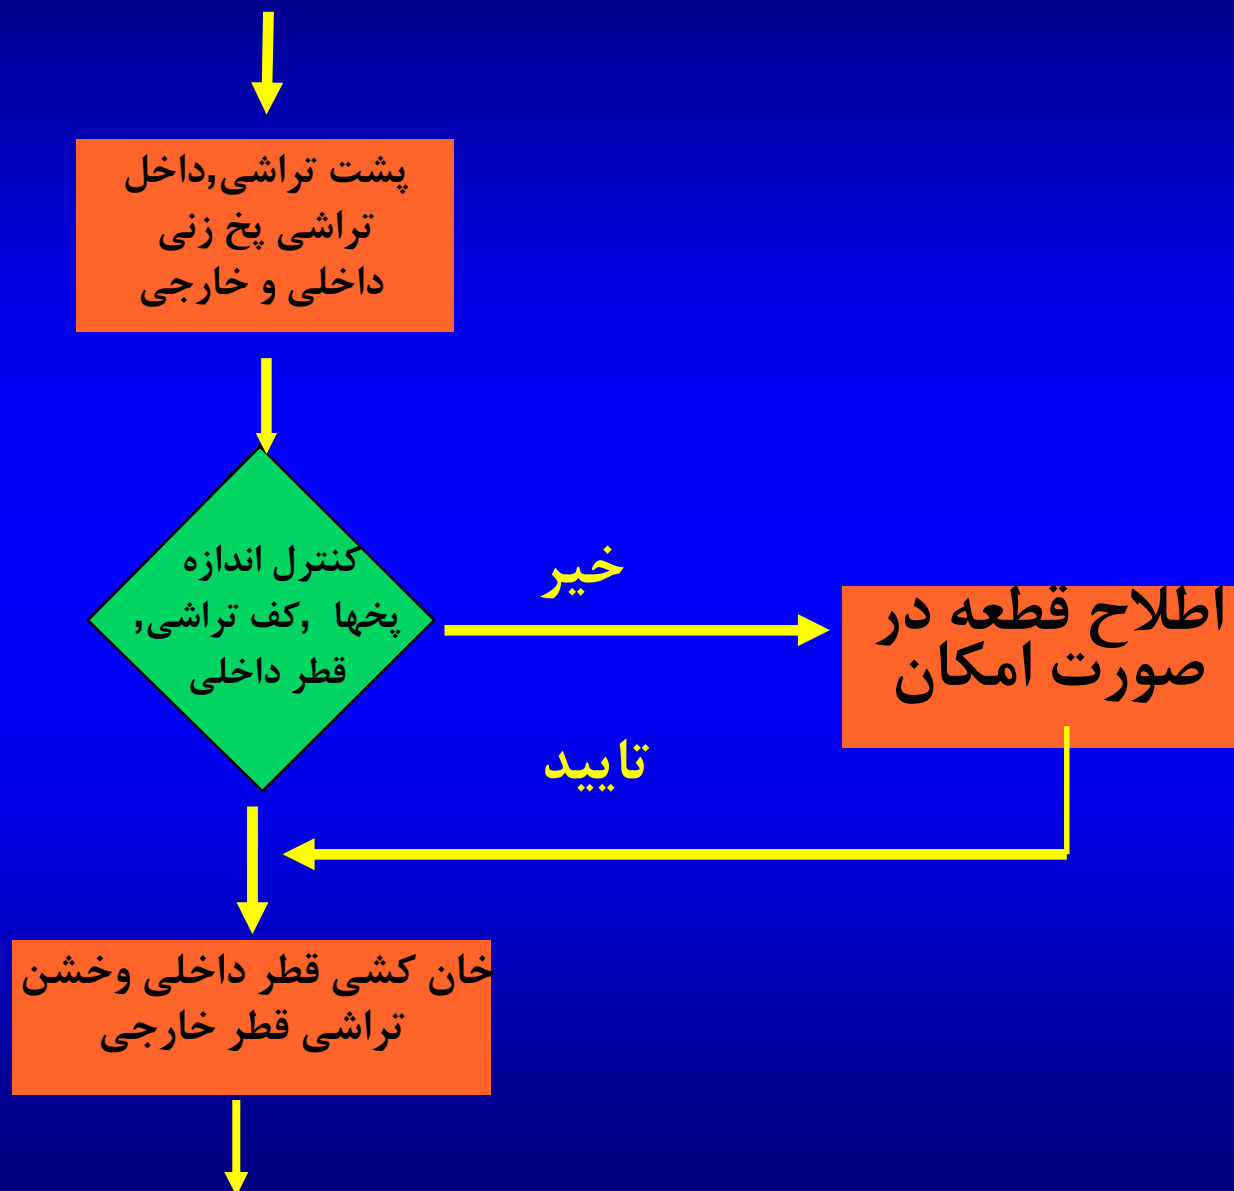 پشت تراشی,داخل
تراشی پخ زنی
داخلی و خارجی
کنترل اندازه
پخها ,کف تراشی,
قطر داخلی
خیر
اطلاح قطعه در
صورت امکان
تایید
خان کشی قطر داخلی وخشن
تراشی قطر خارجی